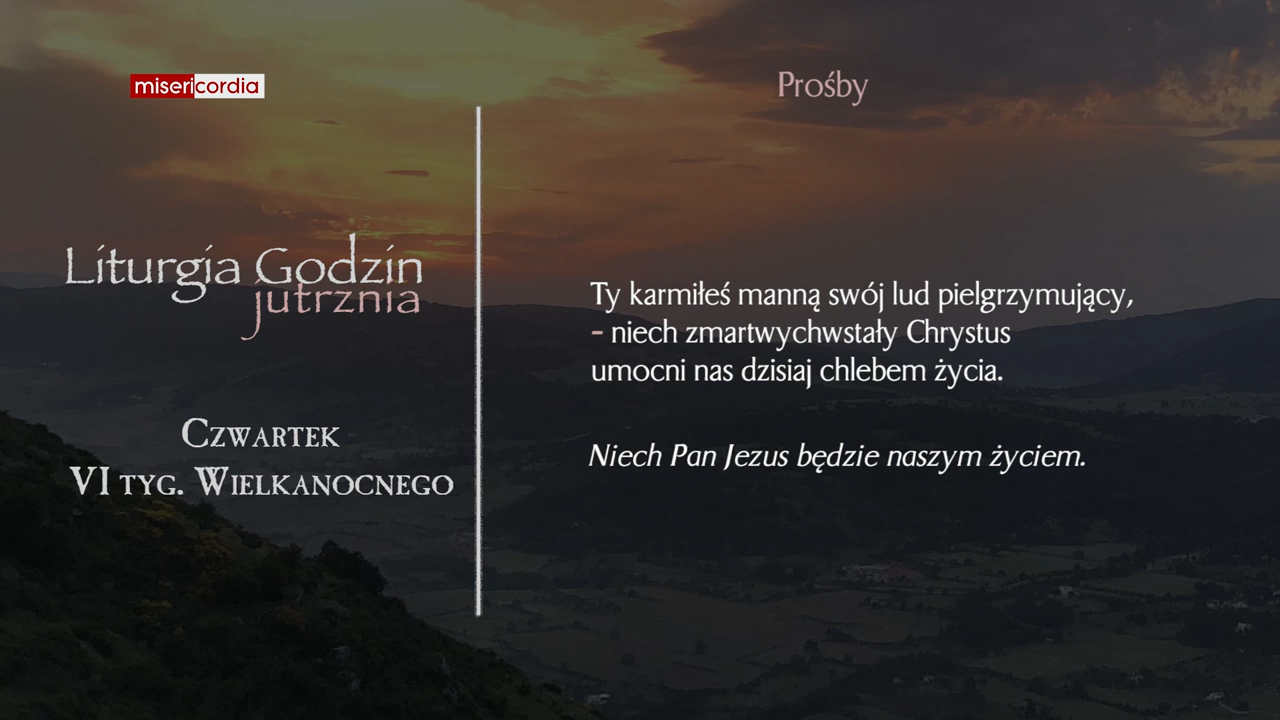 misericordia
Prośby
Liturgia Godzin
jutrznia
Czwartek
VI tyg. Wielkanocnego
Ty karmiłeś manną swój lud pielgrzymujący,
– niech zmartwychwstały Chrystus
umocni nas dzisiaj chlebem życia.
Niech Pan Jezus będzie naszym życiem.